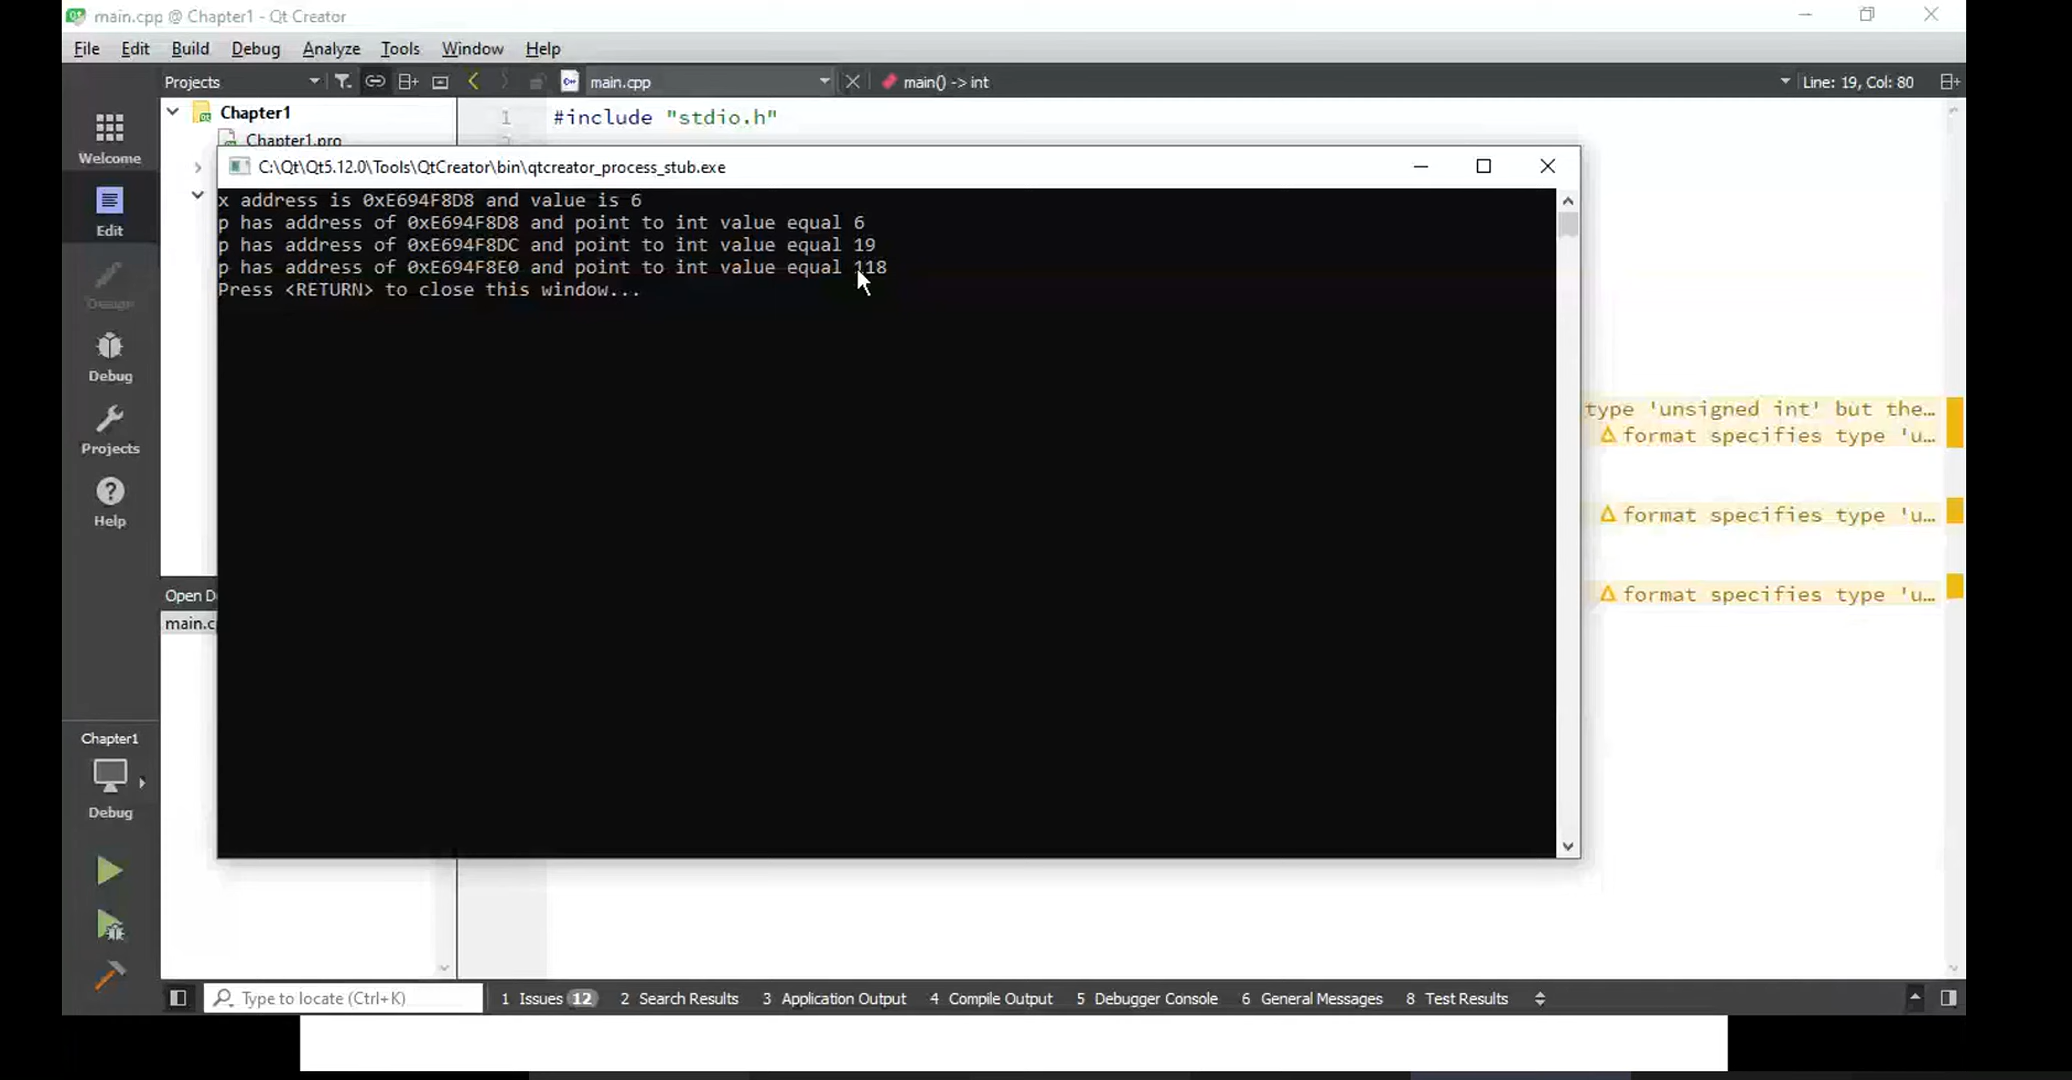 main.cpp @ Chapter1 - Qt Creator
File Edit Build Debug Analyze Tools Window Help
Projects main.cpp main() -> int Line: 19, Col: 80
Chapter1
Chapter1.pro
1 #include "stdio.h"
C:\Qt\Qt5.12.0\Tools\QtCreator\bin\qtcreator_process_stub.exe
x address is 0xE694F8D8 and value is 6
p has address of 0xE694F8D8 and point to int value equal 6
p has address of 0xE694F8DC and point to int value equal 19
p has address of 0xE694F8E0 and point to int value equal 118
Press <RETURN> to close this window...
Welcome
Edit
Design
Debug
Projects
Help
type 'unsigned int' but the…
format specifies type 'u…
format specifies type 'u…
format specifies type 'u…
Open D
main.c
Chapter1
Debug
Type to locate (Ctrl+K) 1 Issues 12 2 Search Results 3 Application Output 4 Compile Output 5 Debugger Console 6 General Messages 8 Test Results